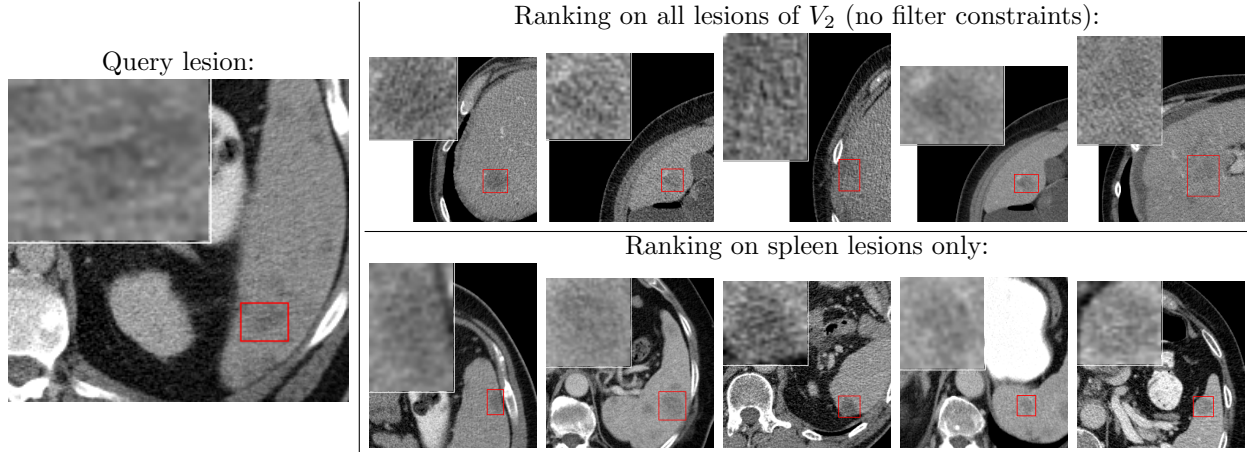 Query lesion:
Ranking on all lesions of V₂ (no filter constraints):
Ranking on spleen lesions only: